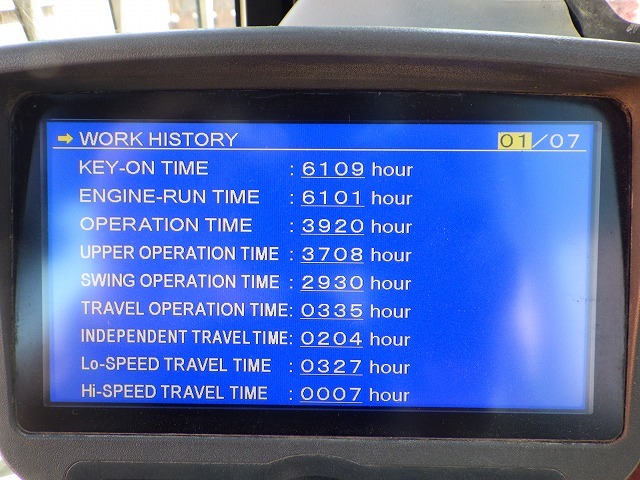 ➡ WORK HISTORY 01/07
KEY-ON TIME : 6109 hour
ENGINE-RUN TIME : 6101 hour
OPERATION TIME : 3920 hour
UPPER OPERATION TIME : 3708 hour
SWING OPERATION TIME : 2930 hour
TRAVEL OPERATION TIME: 0335 hour
INDEPENDENT TRAVEL TIME: 0204 hour
Lo-SPEED TRAVEL TIME : 0327 hour
Hi-SPEED TRAVEL TIME : 0007 hour